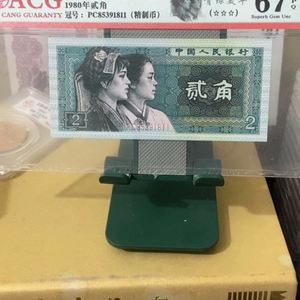 ACG
1980年贰角
CANG GUARANTY
冠号：PC85391811（精制币）
（☆☆☆）
67
Superb Gem Unc
中国人民银行
贰角
2
2